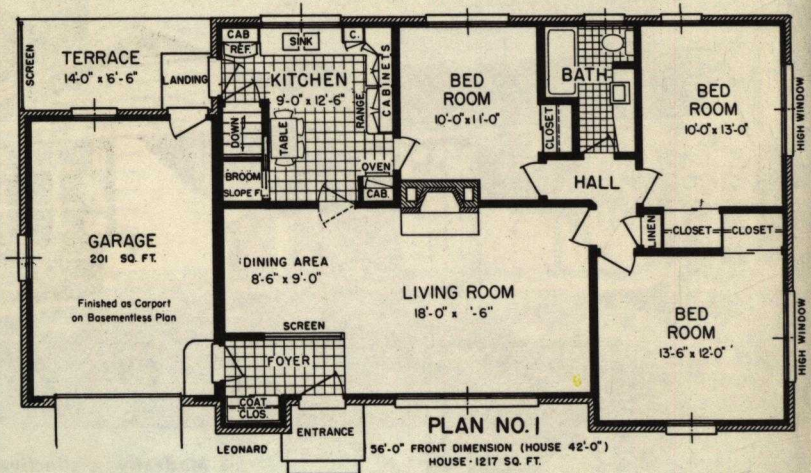 SCREEN
TERRACE
14'-0" x 6'-6"
LANDING
CAB
REF.
SINK
C.
KITCHEN
9'-0" x 12'-6"
CABINETS
RANGE
TABLE
DOWN
BROOM
SLOPE FL.
OVEN
CAB.
BED
ROOM
10'-0" x 11'-0"
CLOSET
BATH
BED
ROOM
10'-0" x 13'-0"
HIGH WINDOW
HALL
LINEN
CLOSET
CLOSET
GARAGE
201 SQ. FT.
Finished as Carport
on Basementless Plan
DINING AREA
8'-6" x 9'-0"
LIVING ROOM
18'-0" x -6"
SCREEN
FOYER
COAT
CLOS.
ENTRANCE
BED
ROOM
13'-6" x 12'-0"
HIGH WINDOW
LEONARD
PLAN NO. 1
56'-0" FRONT DIMENSION (HOUSE 42'-0")
HOUSE - 1217 SQ. FT.